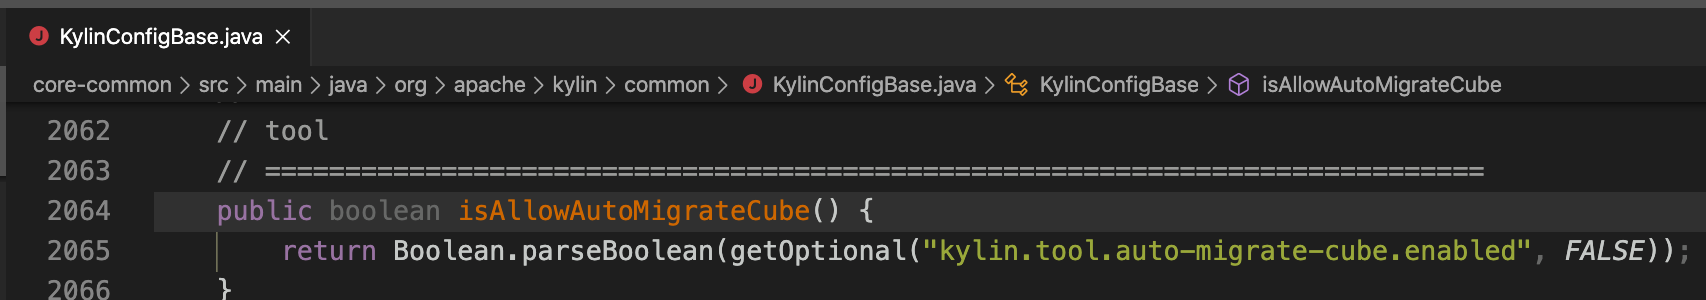 KylinConfigBase.java
core-common > src > main > java > org > apache > kylin > common > KylinConfigBase.java > KylinConfigBase > isAllowAutoMigrateCube
2062 // tool
2063 // ============================================================================
2064 public boolean isAllowAutoMigrateCube() {
2065 return Boolean.parseBoolean(getOptional("kylin.tool.auto-migrate-cube.enabled", FALSE));
2066 }